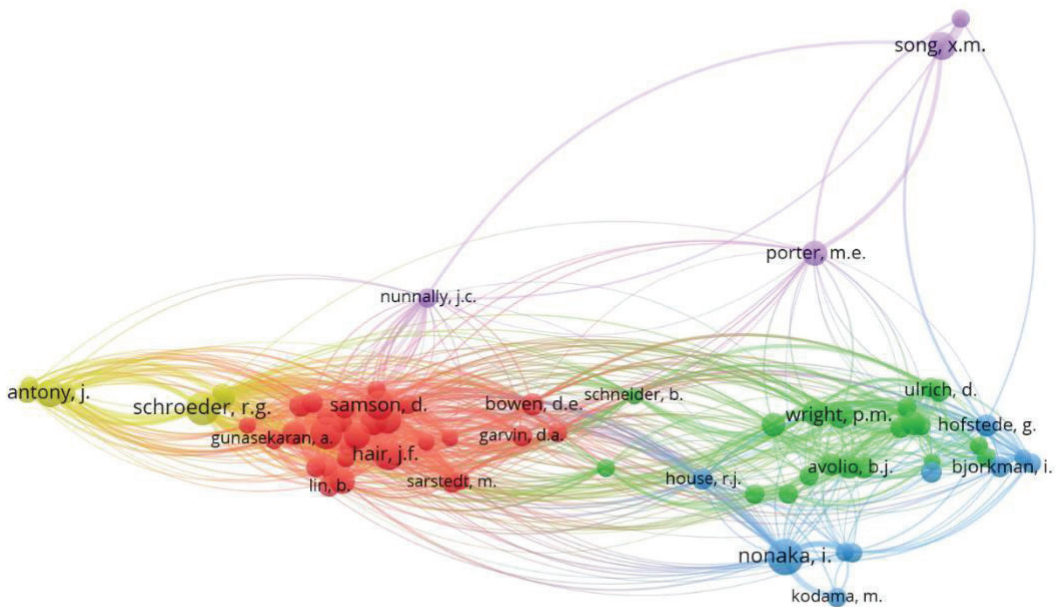 song, x.m.
porter, m.e.
nunnally, j.c.
antony, j.
schroeder, r.g.
samson, d.
bowen, d.e.
schneider, b.
ulrich, d.
wright, p.m.
hofstede, g.
gunasekaran, a.
garvin, d.a.
hair, j.f.
avolio, b.j.
bjorkman, i.
lin, b.
sarstedt, m.
house, r.j.
nonaka, i.
kodama, m.